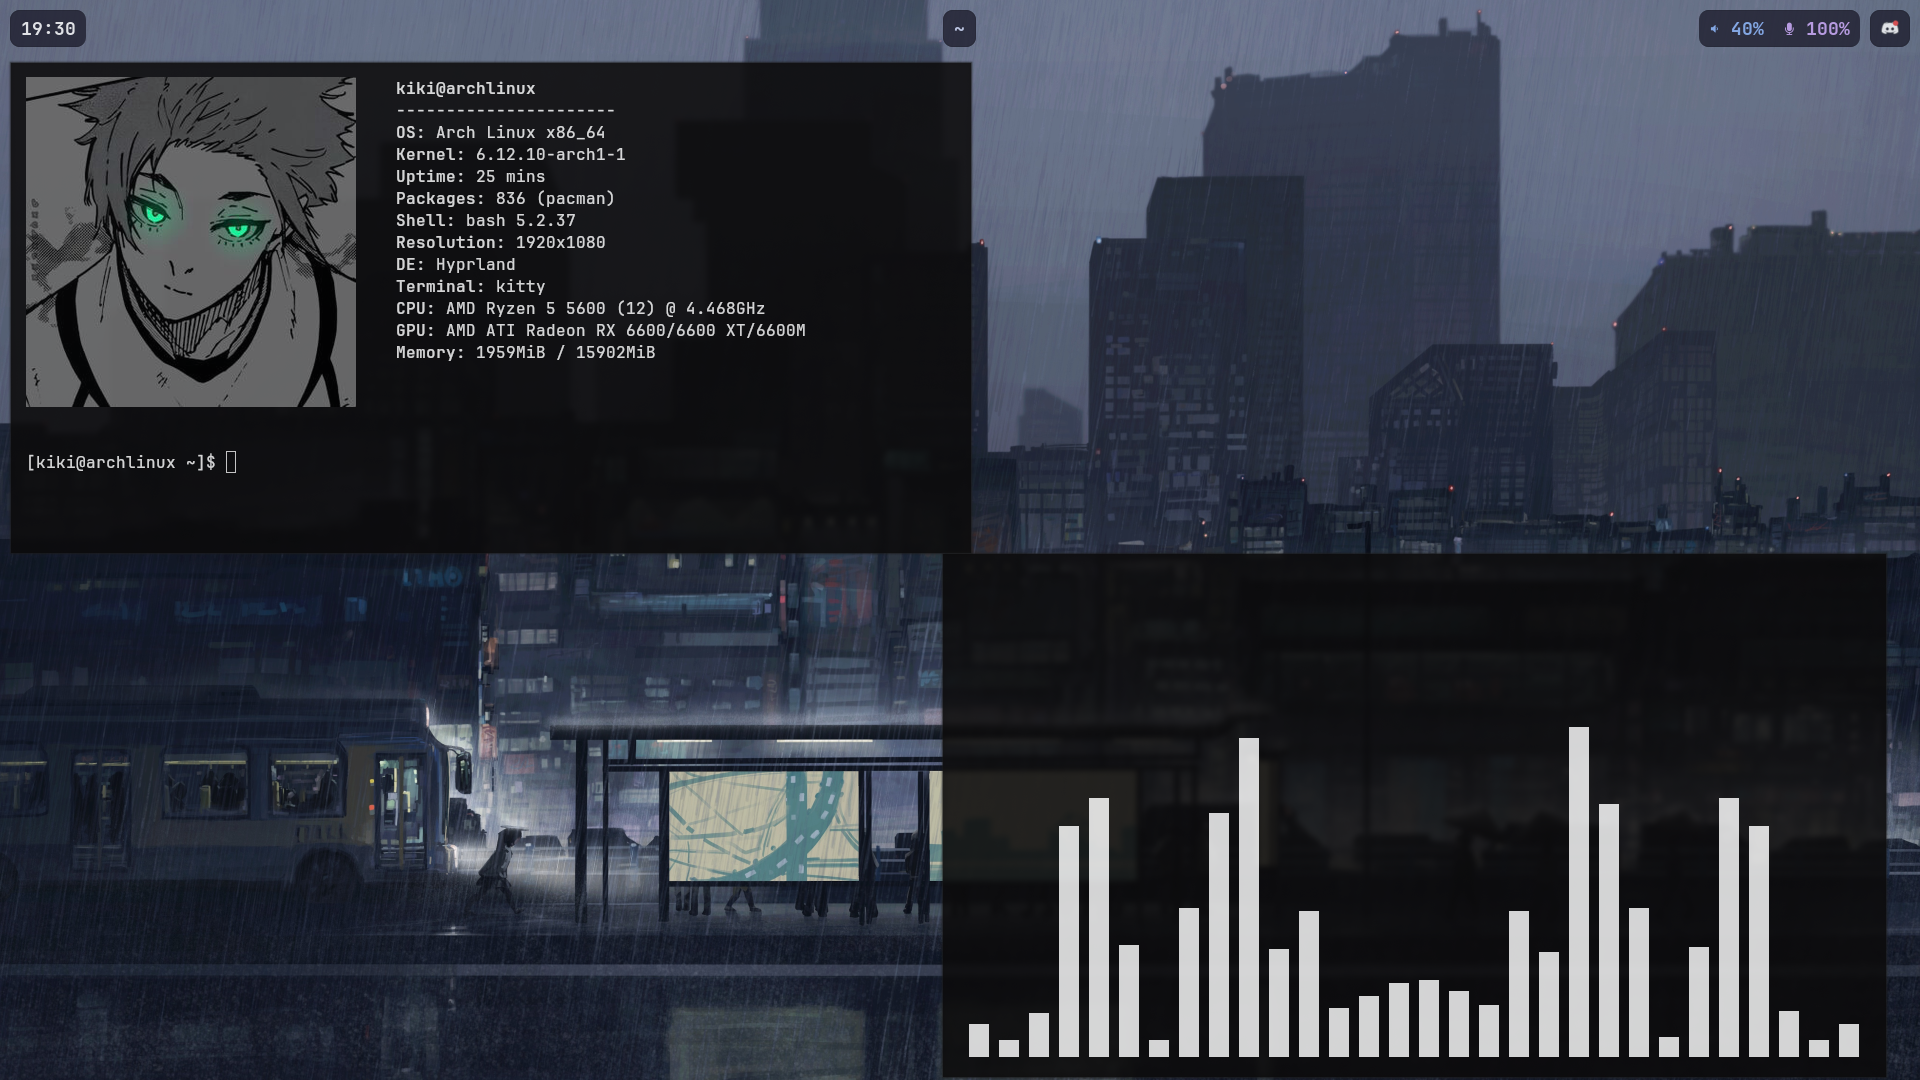 19:30
~
40% 100%
kiki@archlinux
----------------------
OS: Arch Linux x86_64
Kernel: 6.12.10-arch1-1
Uptime: 25 mins
Packages: 836 (pacman)
Shell: bash 5.2.37
Resolution: 1920x1080
DE: Hyprland
Terminal: kitty
CPU: AMD Ryzen 5 5600 (12) @ 4.468GHz
GPU: AMD ATI Radeon RX 6600/6600 XT/6600M
Memory: 1959MiB / 15902MiB
[kiki@archlinux ~]$